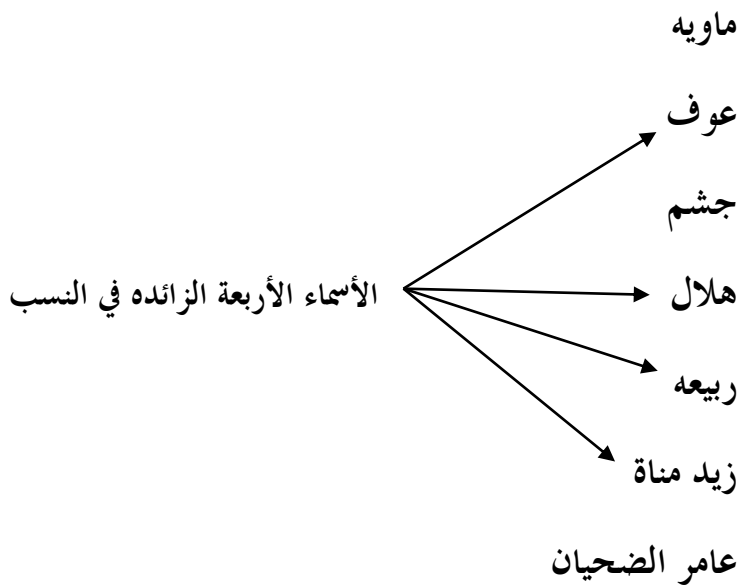 ماويه
عوف
جشم
هلال
الأسماء الأربعة الزائده في النسب
ربيعه
زيد مناة
عامر الضحيان